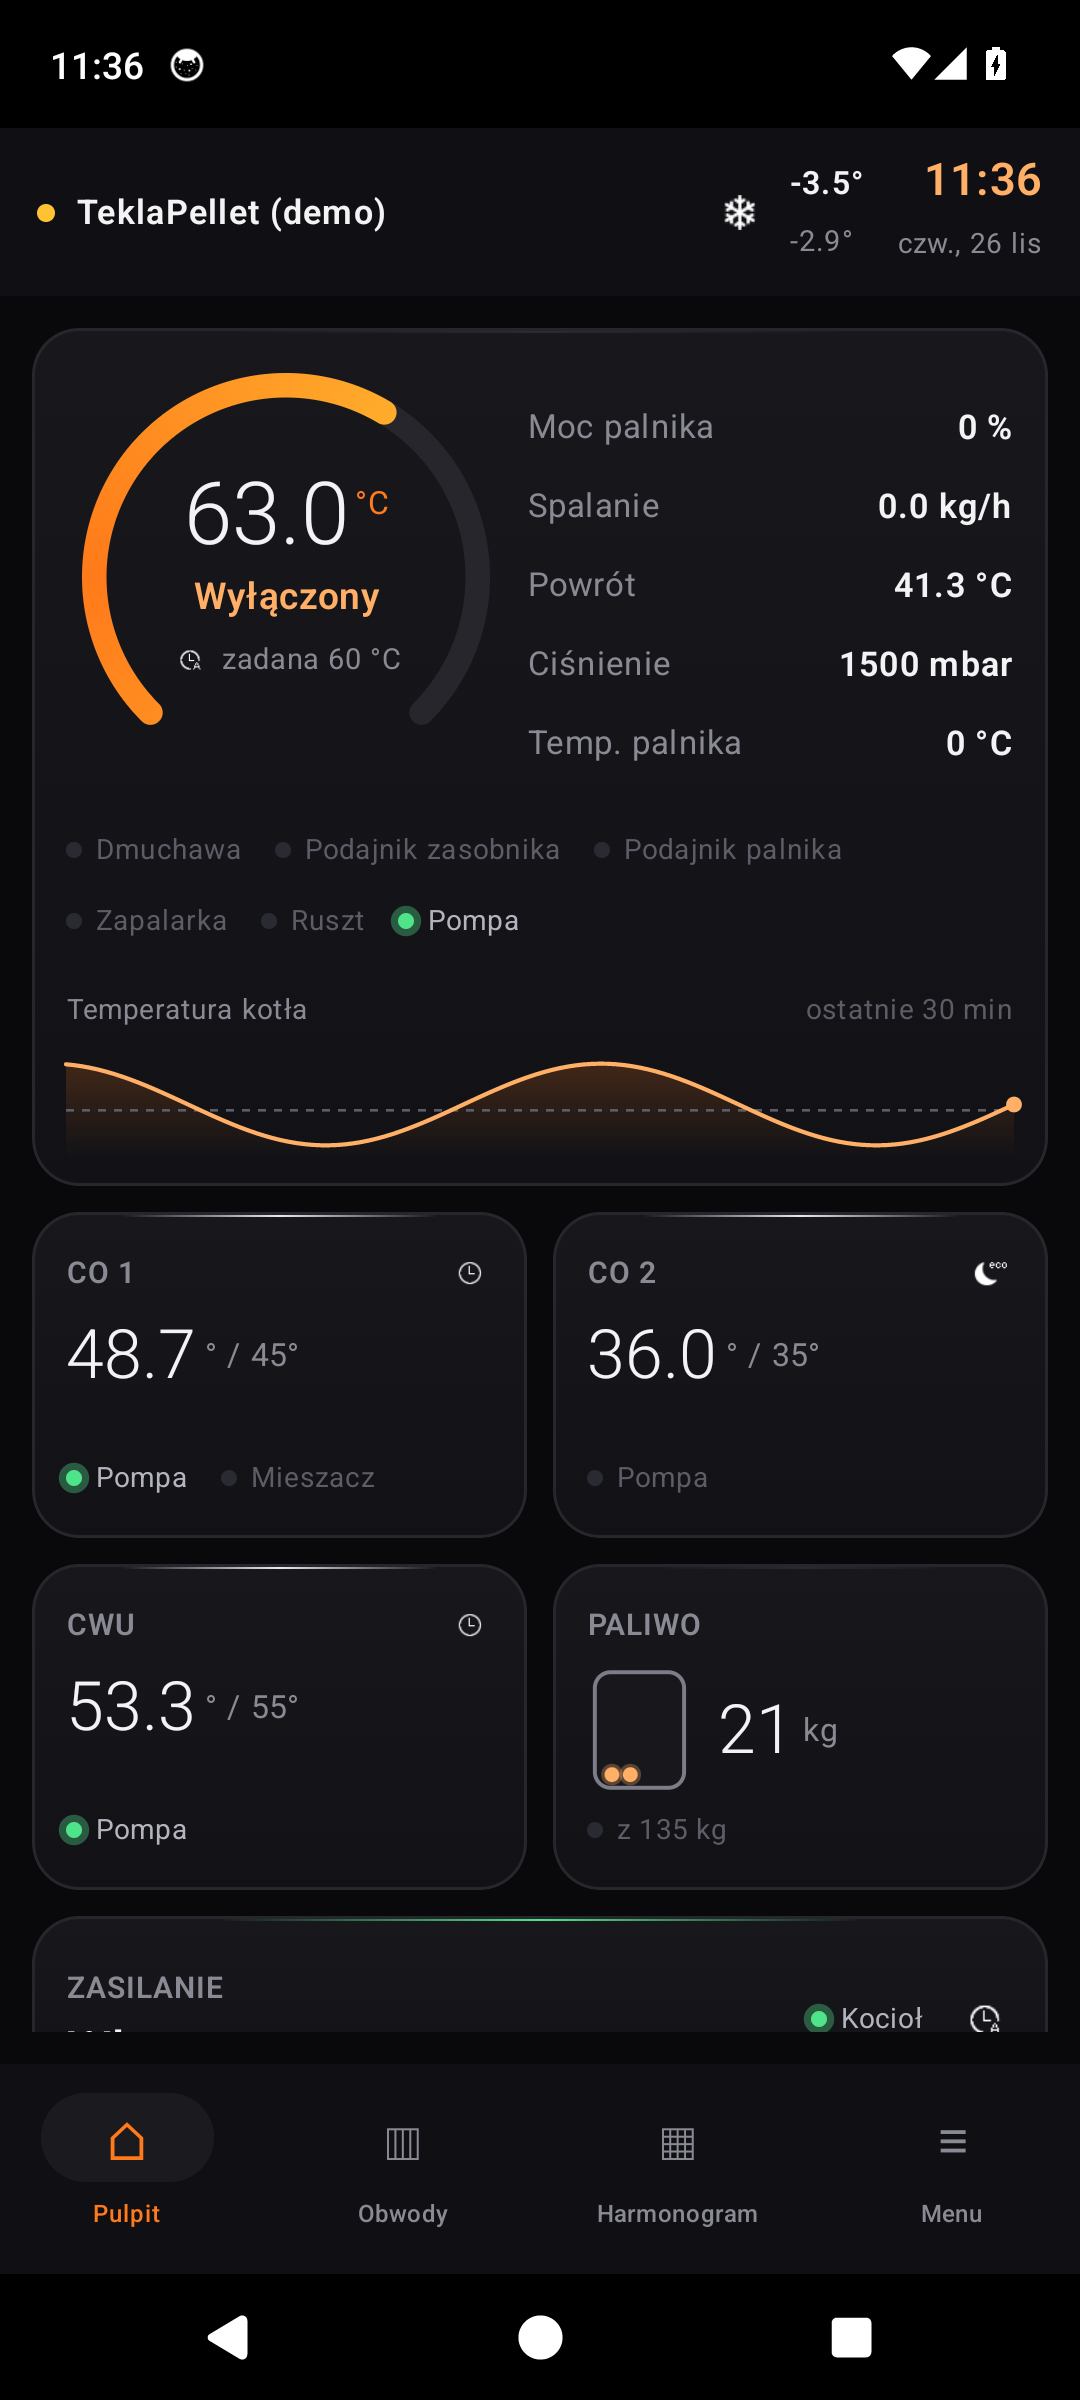 11:36
TeklaPellet (demo)
-3.5°
-2.9°
11:36
czw., 26 lis
63.0 °C
Wyłączony
zadana 60 °C
Moc palnika 0 %
Spalanie 0.0 kg/h
Powrót 41.3 °C
Ciśnienie 1500 mbar
Temp. palnika 0 °C
Dmuchawa Podajnik zasobnika Podajnik palnika
Zapalarka Ruszt Pompa
Temperatura kotła ostatnie 30 min
CO 1
48.7 ° / 45°
Pompa Mieszacz
CO 2
eco
36.0 ° / 35°
Pompa
CWU
53.3 ° / 55°
Pompa
PALIWO
21 kg
z 135 kg
ZASILANIE
Kocioł
Pulpit Obwody Harmonogram Menu